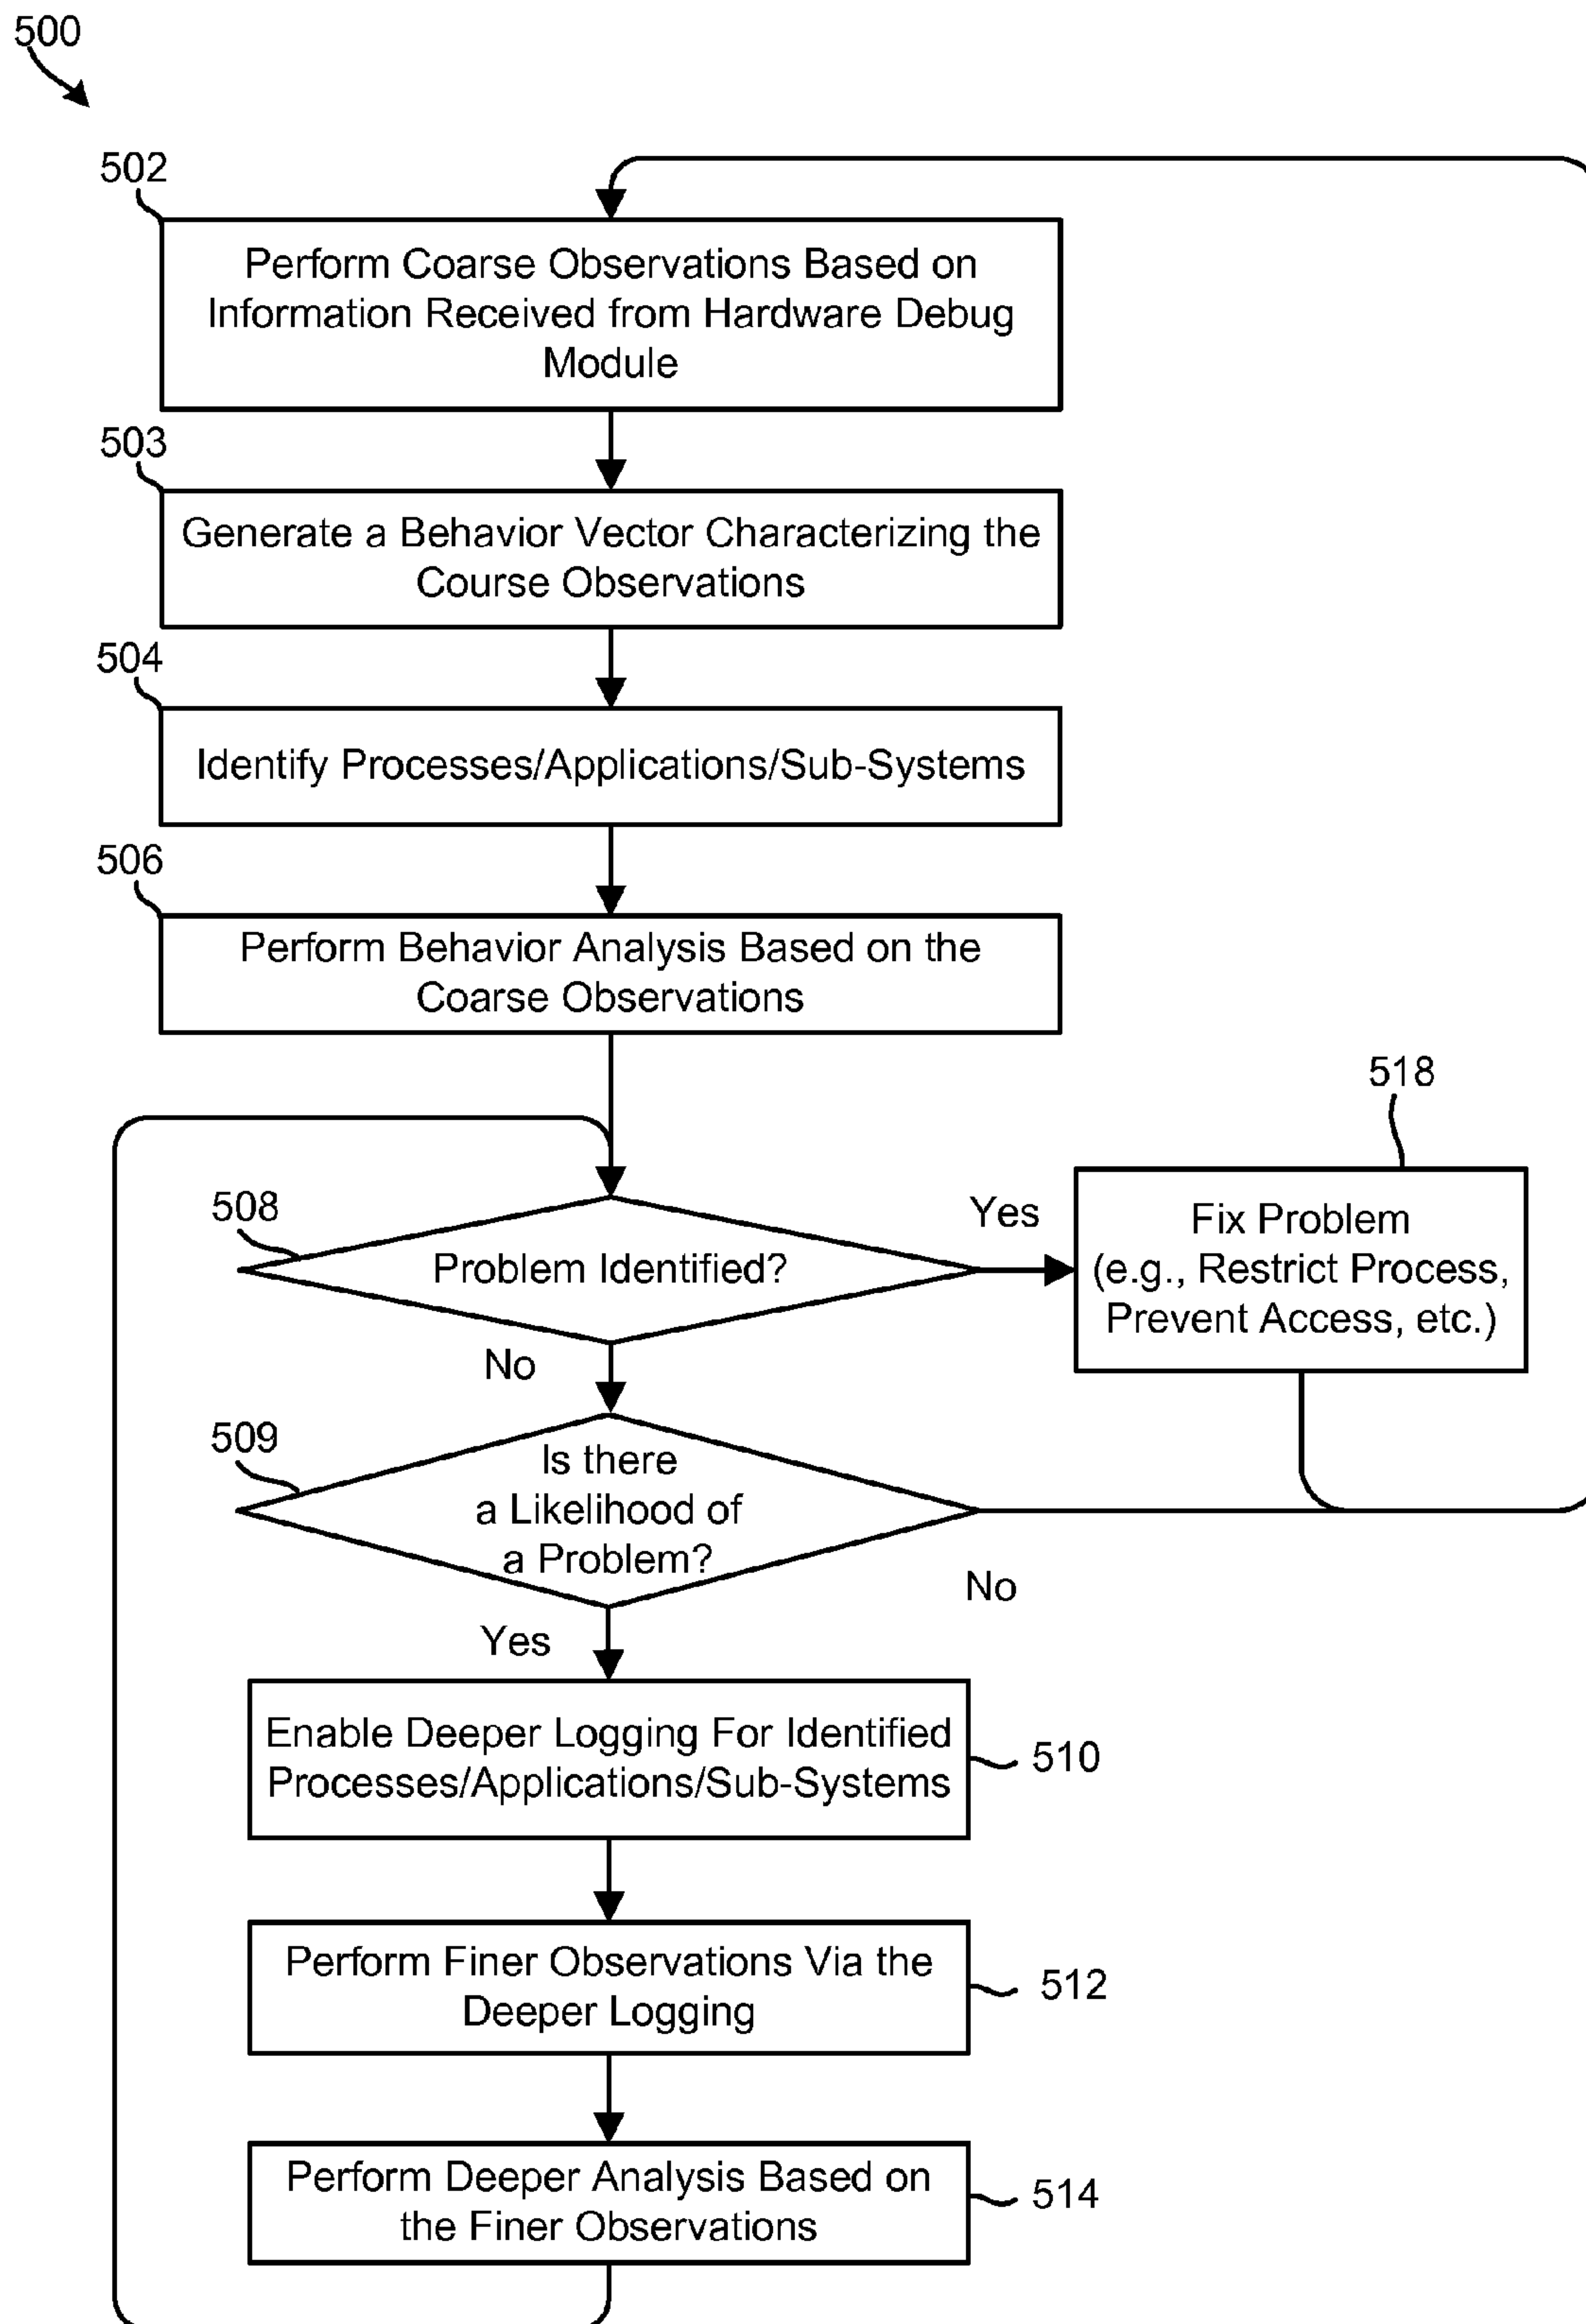 500
502
Perform Coarse Observations Based on
Information Received from Hardware Debug
Module
503
Generate a Behavior Vector Characterizing the
Course Observations
504
Identify Processes/Applications/Sub-Systems
506
Perform Behavior Analysis Based on the
Coarse Observations
518
508
Problem Identified?
Yes
Fix Problem
(e.g., Restrict Process,
Prevent Access, etc.)
No
509
Is there
a Likelihood of
a Problem?
No
Yes
Enable Deeper Logging For Identified
Processes/Applications/Sub-Systems
510
Perform Finer Observations Via the
Deeper Logging
512
Perform Deeper Analysis Based on
the Finer Observations
514